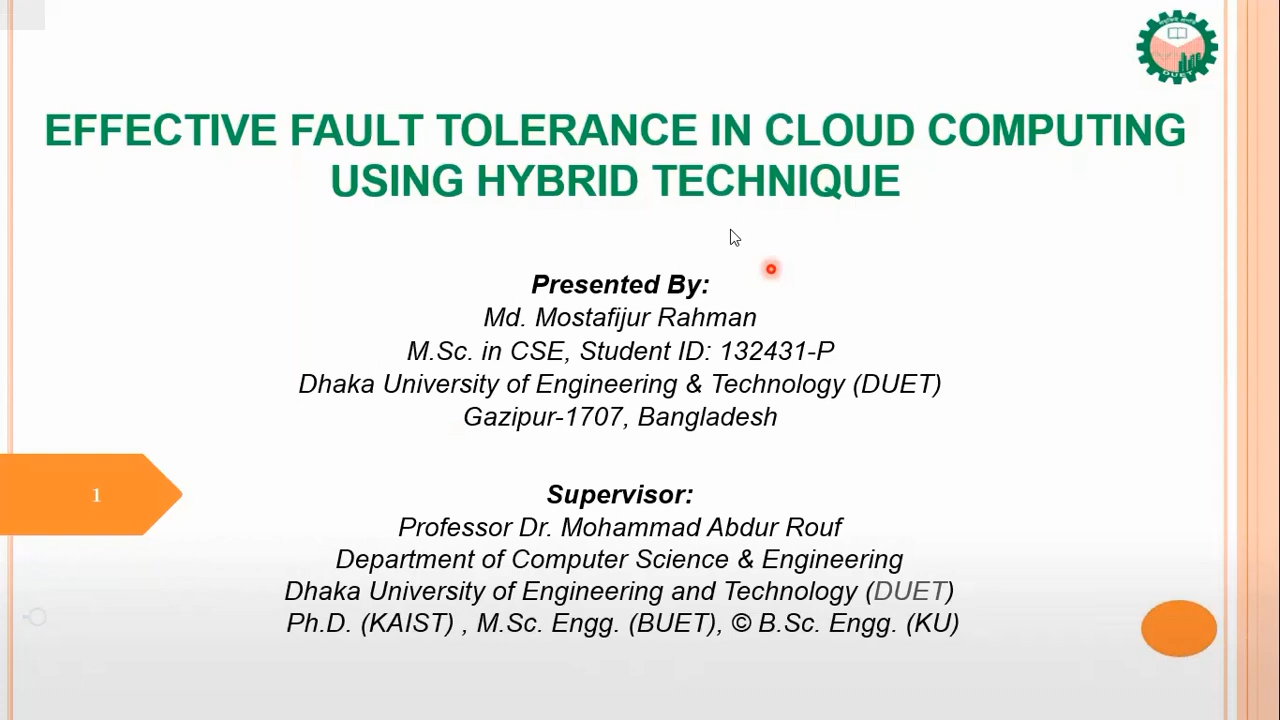 EFFECTIVE FAULT TOLERANCE IN CLOUD COMPUTING
USING HYBRID TECHNIQUE
Presented By:
Md. Mostafijur Rahman
M.Sc. in CSE, Student ID: 132431-P
Dhaka University of Engineering & Technology (DUET)
Gazipur-1707, Bangladesh
1
Supervisor:
Professor Dr. Mohammad Abdur Rouf
Department of Computer Science & Engineering
Dhaka University of Engineering and Technology (DUET)
Ph.D. (KAIST) , M.Sc. Engg. (BUET), © B.Sc. Engg. (KU)
DUET